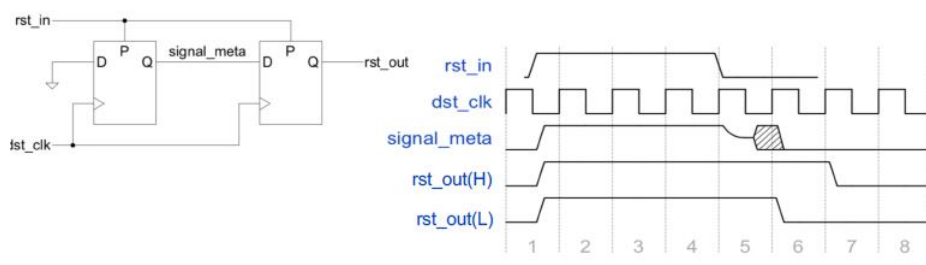 rst_in
P
P
D
Q
signal_meta
D
Q
rst_out
dst_clk
rst_in
dst_clk
signal_meta
rst_out(H)
rst_out(L)
1 2 3 4 5 6 7 8